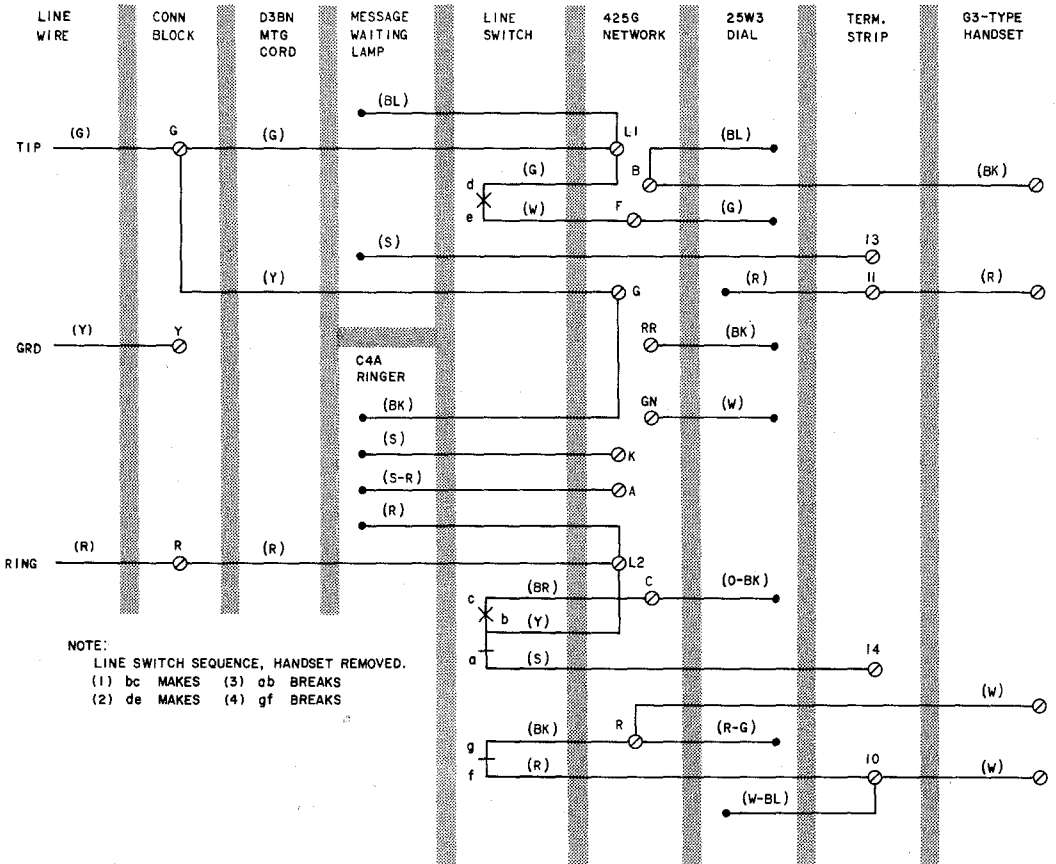 LINE WIRE
CONN BLOCK
D3BN MTG CORD
MESSAGE WAITING LAMP
LINE SWITCH
425G NETWORK
25W3 DIAL
TERM. STRIP
G3-TYPE HANDSET
(BL)
TIP (G) G (G) L1 (BL)
d (G) B (BK)
e (W) F (G)
(S) 13
(Y) G (R) 11 (R)
GRD (Y) Y RR (BK)
C4A
RINGER
(BK) GN (W)
(S) K
(S-R) A
(R)
RING (R) R (R) L2
c (BR) C (O-BK)
b (Y)
a (S) 14
NOTE:
LINE SWITCH SEQUENCE, HANDSET REMOVED.
(1) bc MAKES (3) ab BREAKS
(2) de MAKES (4) gf BREAKS
(W)
g (BK) R (R-G)
f (R) 10 (W)
(W-BL)